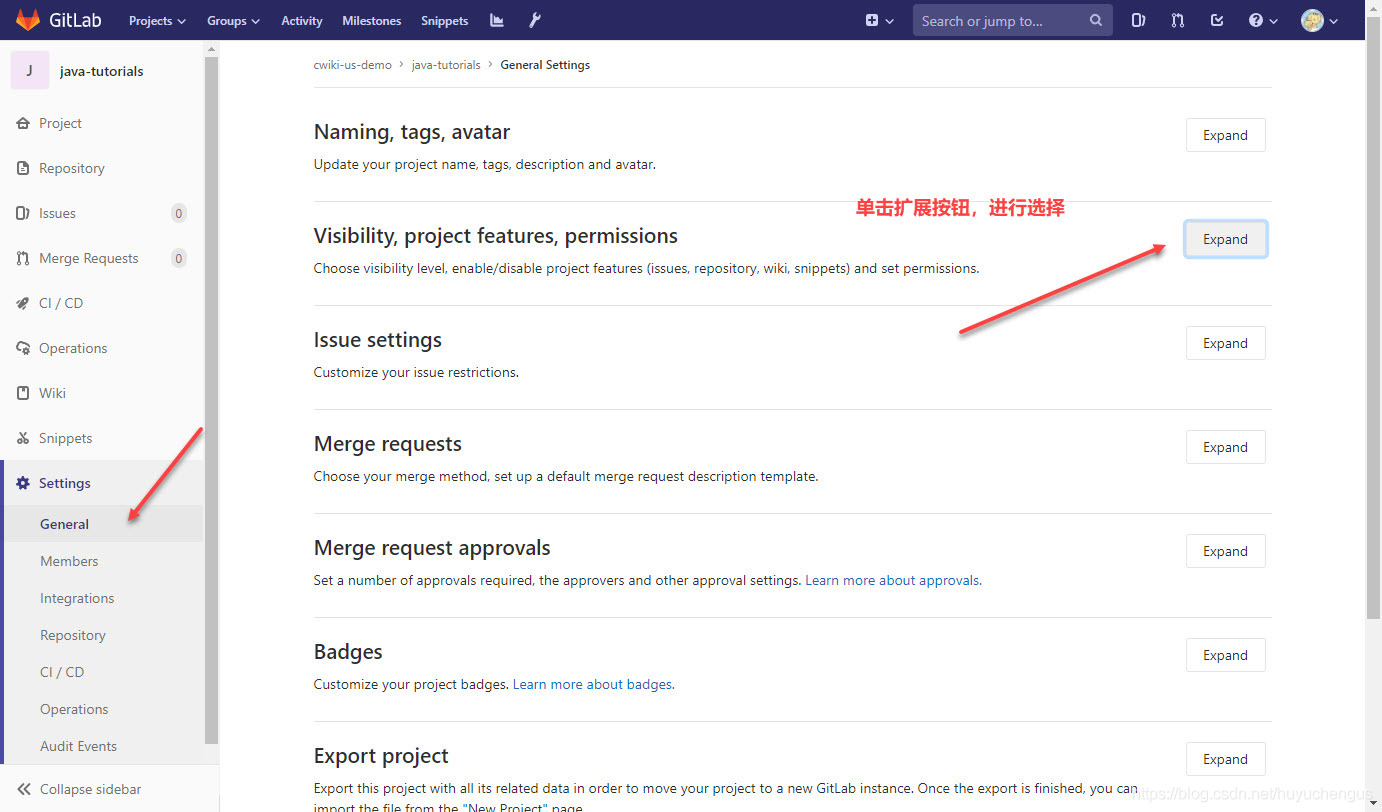 GitLab Projects Groups Activity Milestones Snippets Search or jump to...
J java-tutorials
Project
Repository
Issues 0
Merge Requests 0
CI / CD
Operations
Wiki
Snippets
Settings
General
Members
Integrations
Repository
CI / CD
Operations
Audit Events
Collapse sidebar
cwiki-us-demo › java-tutorials › General Settings
Naming, tags, avatar
Expand
Update your project name, tags, description and avatar.
单击扩展按钮，进行选择
Visibility, project features, permissions
Expand
Choose visibility level, enable/disable project features (issues, repository, wiki, snippets) and set permissions.
Issue settings
Expand
Customize your issue restrictions.
Merge requests
Expand
Choose your merge method, set up a default merge request description template.
Merge request approvals
Expand
Set a number of approvals required, the approvers and other approval settings. Learn more about approvals.
Badges
Expand
Customize your project badges. Learn more about badges.
Export project
Expand
Export this project with all its related data in order to move your project to a new GitLab instance. Once the export is finished, you can
import the file from the "New Project" page.
https://blog.csdn.net/huyuchengus